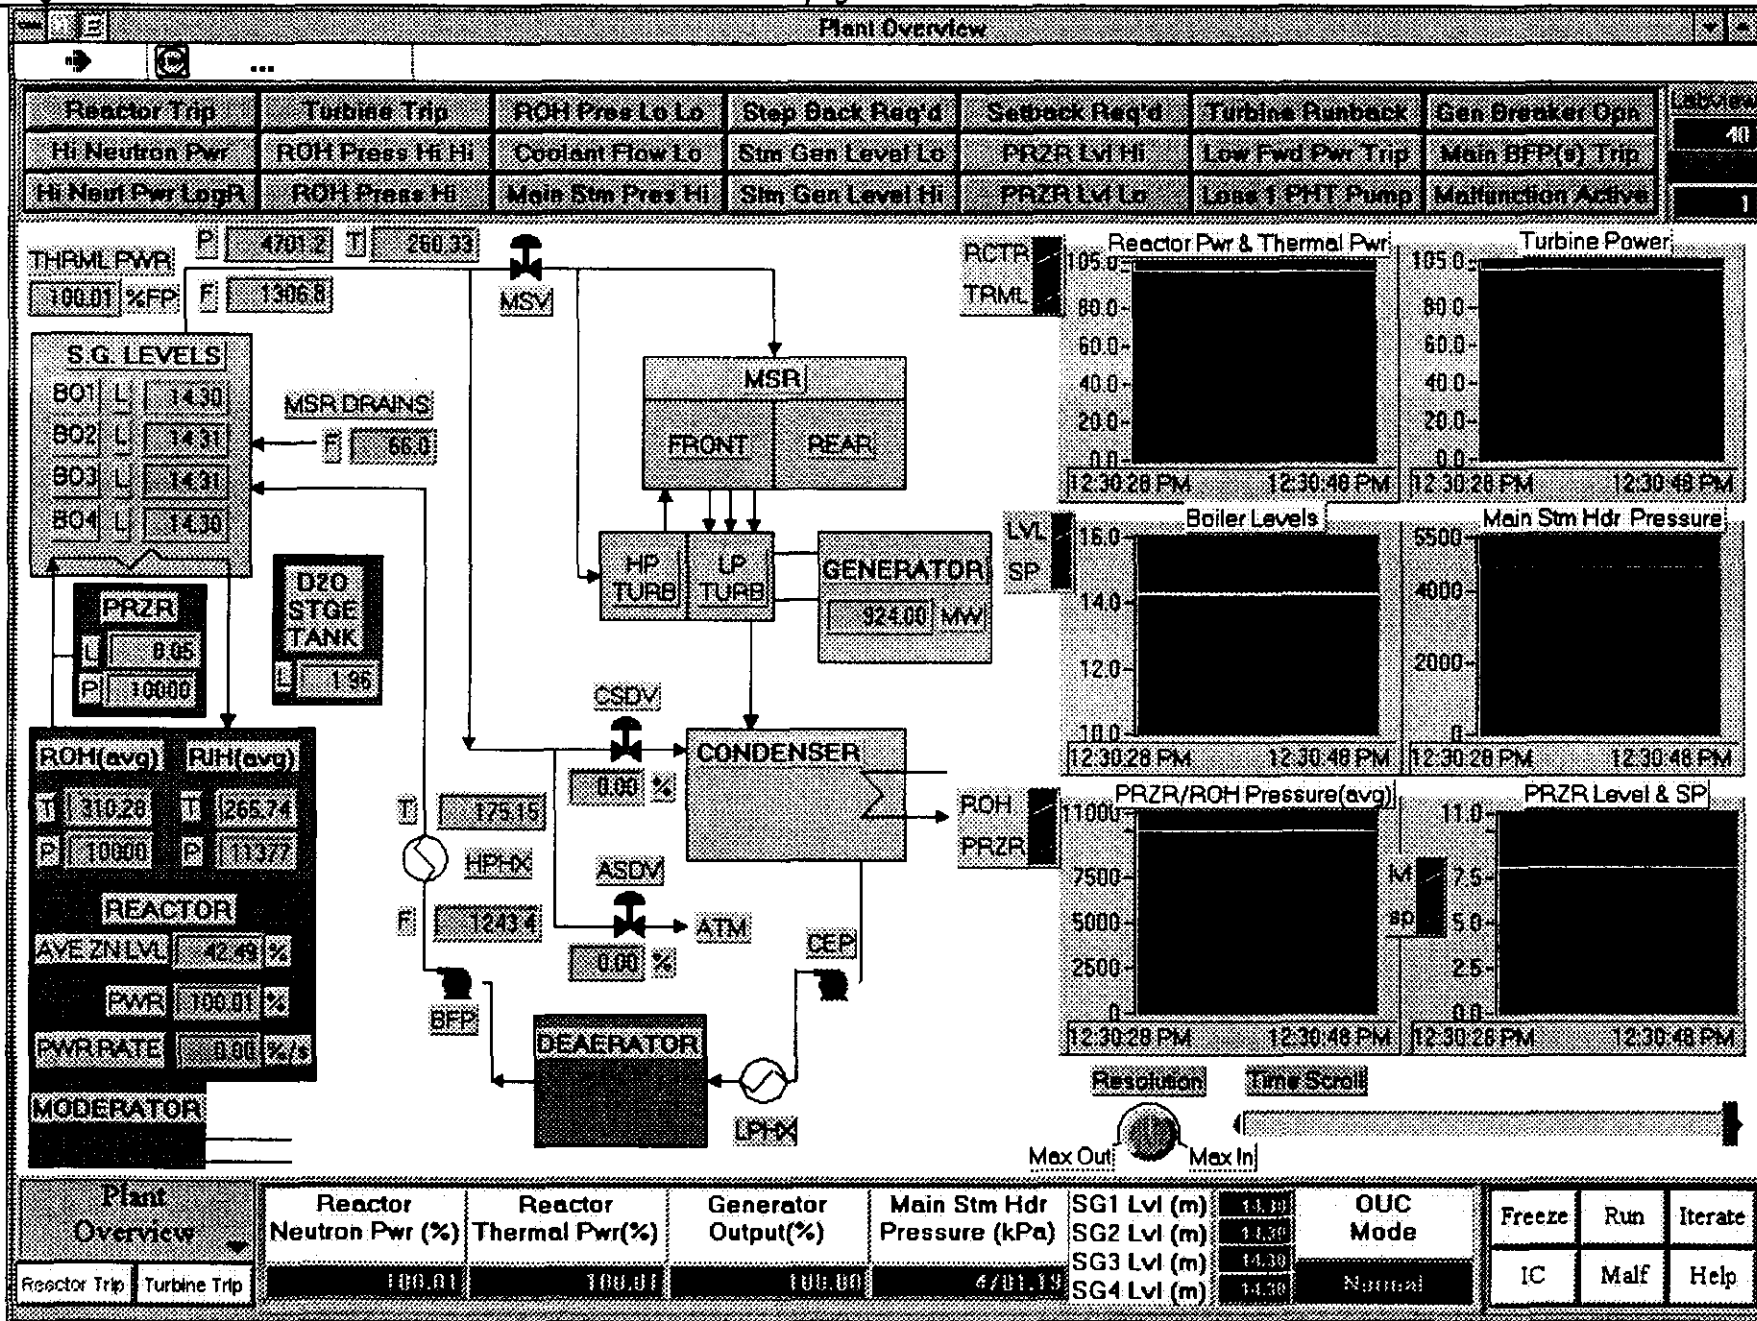 Plant Overview
...
Reactor Trip Turbine Trip ROH Pres Lo Lo Step Back Req'd Setback Req'd Turbine Runback Gen Breaker Opn Labview
Hi Neutron Pwr ROH Press Hi Hi Coolant Flow Lo Stm Gen Level Lo PRZR Lvl Hi Low Fwd Pwr Trip Main BFP(s) Trip 40
Hi Neut Pwr LogR ROH Press Hi Main Stm Pres Hi Stm Gen Level Hi PRZR Lvl Lo Loss 1 PHT Pump Malfunction Active 1
P 4701.2 T 260.33
THRML PWR
100.01 %FP F 1306.8
MSV
S.G. LEVELS
BO1 L 14.30
BO2 L 14.31
BO3 L 14.31
BO4 L 14.30
MSR DRAINS
F 66.0
MSR
FRONT REAR
HP TURB
LP TURB
GENERATOR
924.00 MW
PRZR
L 8.05
P 10000
D2O
STGE
TANK
L 1.96
CSDV
0.00 %
CONDENSER
ROH(avg) RIH(avg)
T 310.28 T 265.74
P 10000 P 11377
REACTOR
AVE ZN LVL 42.49 %
PWR 100.01 %
PWR RATE 0.00 %/s
MODERATOR
T 175.15
HPHX
F 1243.4
BFP
ASDV
0.00 %
ATM
CEP
DEAERATOR
LPHX
RCTR
TRML
Reactor Pwr & Thermal Pwr
105.0
80.0
60.0
40.0
20.0
0.0
12:30:28 PM 12:30:48 PM
Turbine Power
105.0
80.0
60.0
40.0
20.0
0.0
12:30:28 PM 12:30:48 PM
LVL
SP
Boiler Levels
16.0
14.0
12.0
10.0
12:30:28 PM 12:30:48 PM
Main Stm Hdr Pressure
5500
4000
2000
0
12:30:28 PM 12:30:48 PM
ROH
PRZR
PRZR/ROH Pressure(avg)
11000
7500
5000
2500
0
12:30:28 PM 12:30:48 PM
PRZR Level & SP
lvl
sp
11.0
7.5
5.0
2.5
0.0
12:30:28 PM 12:30:48 PM
Resolution Time Scroll
Max Out Max In
Plant
Overview
Reactor Trip Turbine Trip
Reactor
Neutron Pwr (%)
100.01
Reactor
Thermal Pwr(%)
100.01
Generator
Output(%)
100.00
Main Stm Hdr
Pressure (kPa)
4701.19
SG1 Lvl (m) 14.30
SG2 Lvl (m) 14.30
SG3 Lvl (m) 14.30
SG4 Lvl (m) 14.30
OUC
Mode
Normal
Freeze Run Iterate
IC Malf Help